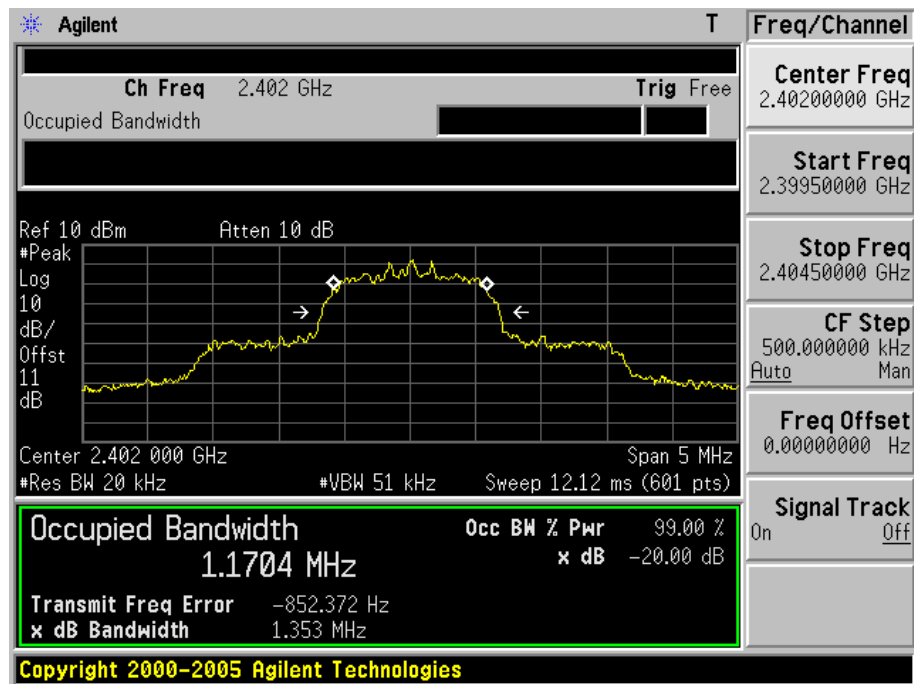 Agilent T
Freq/Channel
Ch Freq 2.402 GHz Trig Free
Occupied Bandwidth
Center Freq
2.40200000 GHz
Start Freq
2.39950000 GHz
Stop Freq
2.40450000 GHz
CF Step
500.000000 kHz
Auto Man
Freq Offset
0.00000000 Hz
Signal Track
On Off
Ref 10 dBm Atten 10 dB
#Peak
Log
10
dB/
Offst
11
dB
Center 2.402 000 GHz Span 5 MHz
#Res BW 20 kHz #VBW 51 kHz Sweep 12.12 ms (601 pts)
Occupied Bandwidth Occ BW % Pwr 99.00 %
1.1704 MHz x dB -20.00 dB
Transmit Freq Error -852.372 Hz
x dB Bandwidth 1.353 MHz
Copyright 2000-2005 Agilent Technologies